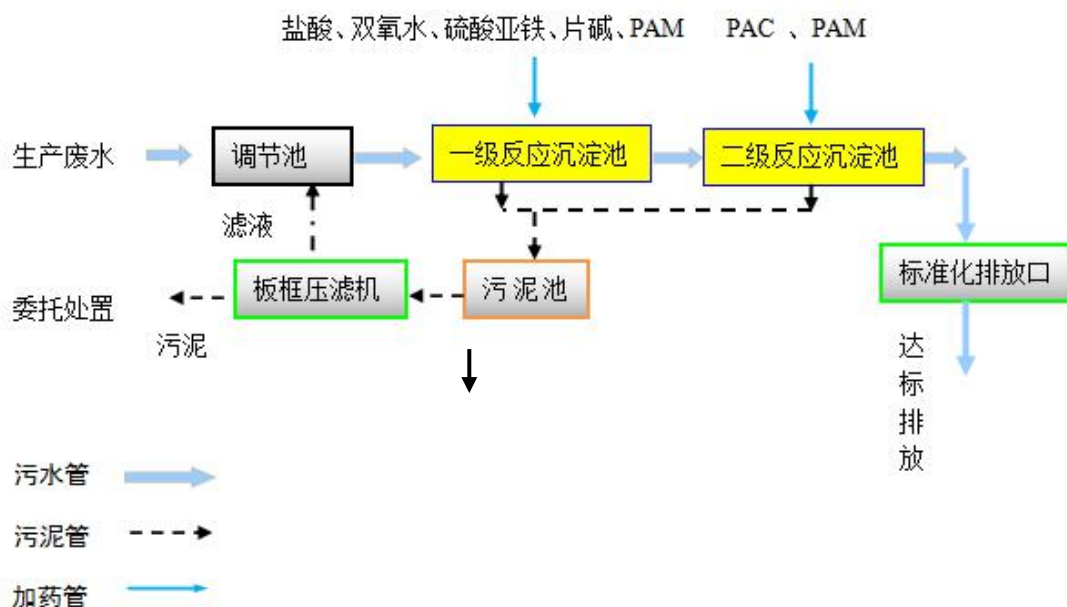 盐酸、双氧水、硫酸亚铁、片碱、PAM PAC 、PAM
生产废水 调节池 一级反应沉淀池 二级反应沉淀池
滤液
委托处置 板框压滤机 污泥池 标准化排放口
污泥
达
标
排
放
污水管
污泥管
加药管